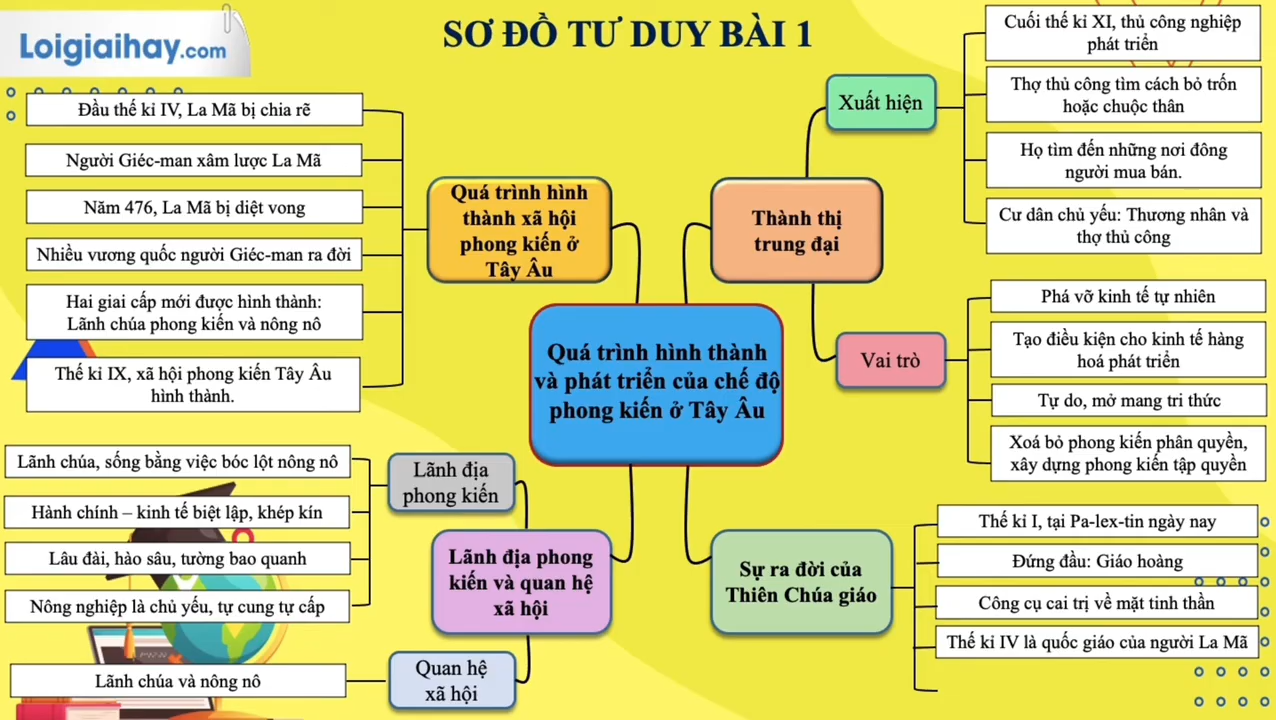 Loigiaihay.com
SƠ ĐỒ TƯ DUY BÀI 1
Đầu thế kỉ IV, La Mã bị chia rẽ
Người Giéc-man xâm lược La Mã
Năm 476, La Mã bị diệt vong
Nhiều vương quốc người Giéc-man ra đời
Hai giai cấp mới được hình thành:
Lãnh chúa phong kiến và nông nô
Thế kỉ IX, xã hội phong kiến Tây Âu
hình thành.
Quá trình hình
thành xã hội
phong kiến ở
Tây Âu
Thành thị
trung đại
Xuất hiện
Cuối thế kỉ XI, thủ công nghiệp
phát triển
Thợ thủ công tìm cách bỏ trốn
hoặc chuộc thân
Họ tìm đến những nơi đông
người mua bán.
Cư dân chủ yếu: Thương nhân và
thợ thủ công
Vai trò
Phá vỡ kinh tế tự nhiên
Tạo điều kiện cho kinh tế hàng
hoá phát triển
Tự do, mở mang tri thức
Xoá bỏ phong kiến phân quyền,
xây dựng phong kiến tập quyền
Quá trình hình thành
và phát triển của chế độ
phong kiến ở Tây Âu
Lãnh chúa, sống bằng việc bóc lột nông nô
Hành chính – kinh tế biệt lập, khép kín
Lâu đài, hào sâu, tường bao quanh
Nông nghiệp là chủ yếu, tự cung tự cấp
Lãnh địa
phong kiến
Lãnh địa phong
kiến và quan hệ
xã hội
Lãnh chúa và nông nô
Quan hệ
xã hội
Sự ra đời của
Thiên Chúa giáo
Thế kỉ I, tại Pa-lex-tin ngày nay
Đứng đầu: Giáo hoàng
Công cụ cai trị về mặt tinh thần
Thế kỉ IV là quốc giáo của người La Mã